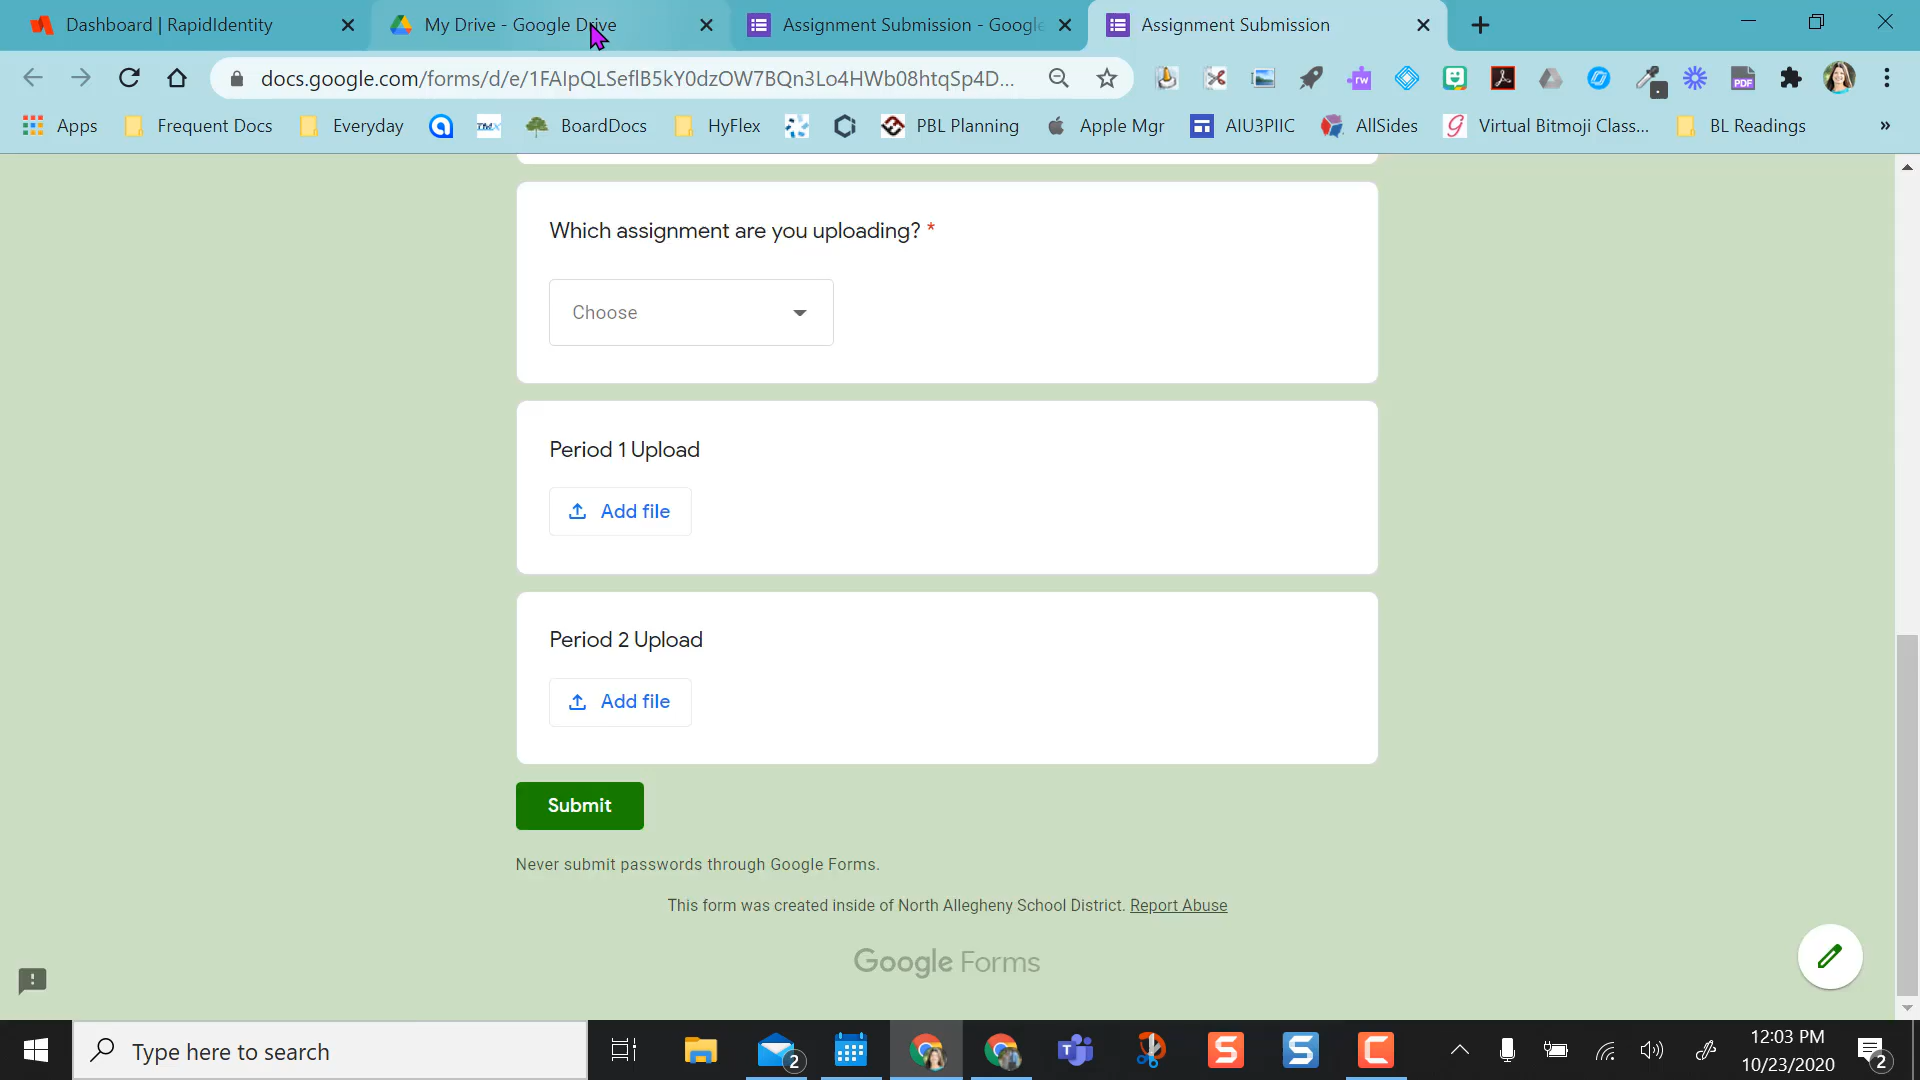 Dashboard | RapidIdentity
My Drive - Google Drive
Assignment Submission - Google
Assignment Submission
docs.google.com/forms/d/e/1FAIpQLSeflB5kY0dzOW7BQn3Lo4HWb08htqSp4D...
rw
PDF
Apps
Frequent Docs
Everyday
BoardDocs
HyFlex
PBL Planning
Apple Mgr
AIU3PIIC
AllSides
Virtual Bitmoji Class...
BL Readings
»
Which assignment are you uploading? *
Choose
Period 1 Upload
Add file
Period 2 Upload
Add file
Submit
Never submit passwords through Google Forms.
This form was created inside of North Allegheny School District. Report Abuse
Google Forms
Type here to search
2
12:03 PM
10/23/2020
2